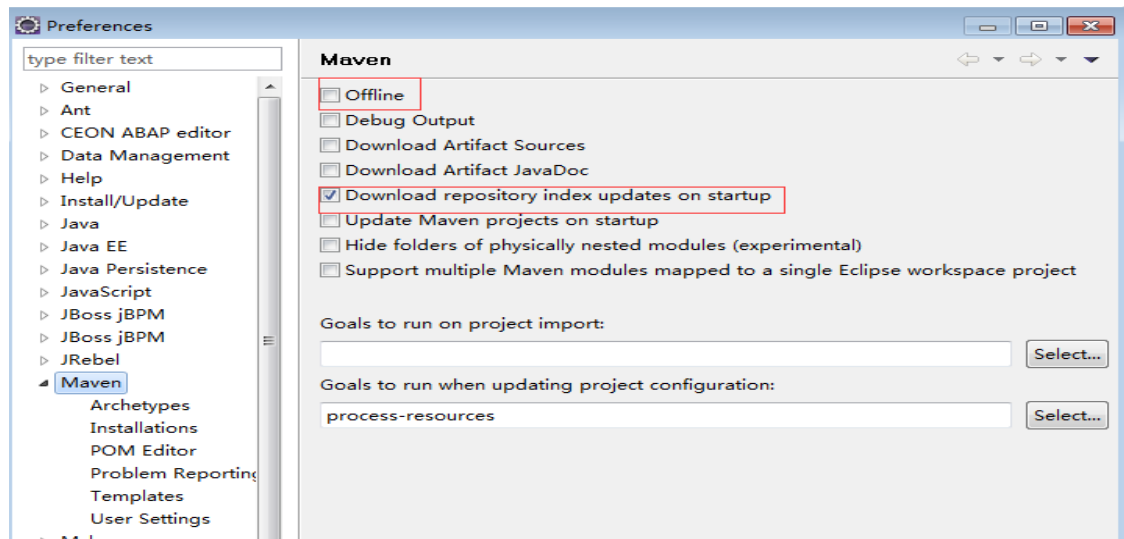 Preferences
type filter text
General
Ant
CEON ABAP editor
Data Management
Help
Install/Update
Java
Java EE
Java Persistence
JavaScript
JBoss jBPM
JBoss jBPM
JRebel
Maven
Archetypes
Installations
POM Editor
Problem Reporting
Templates
User Settings
Maven
Offline
Debug Output
Download Artifact Sources
Download Artifact JavaDoc
Download repository index updates on startup
Update Maven projects on startup
Hide folders of physically nested modules (experimental)
Support multiple Maven modules mapped to a single Eclipse workspace project
Goals to run on project import:
Select...
Goals to run when updating project configuration:
process-resources
Select...